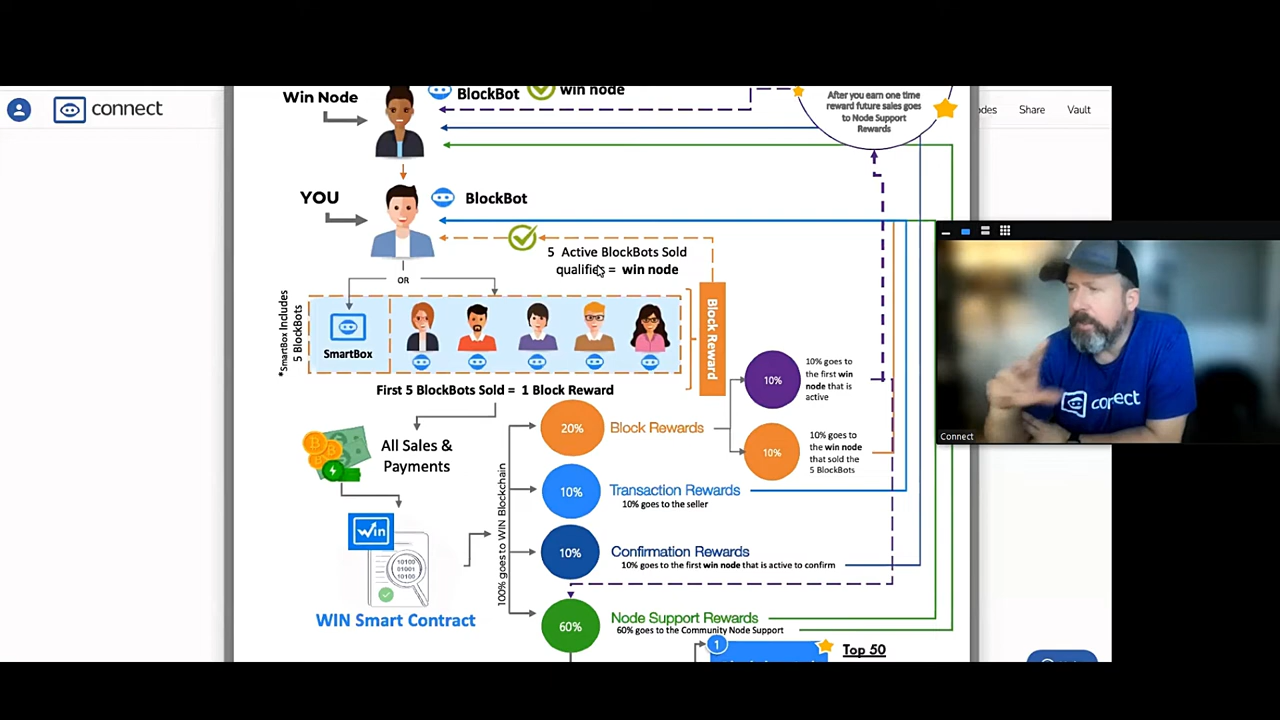 connect
Win Node
BlockBot
win node
After you earn one time
reward future sales goes
to Node Support
Rewards
Share
Vault
YOU
BlockBot
5 Active BlockBots Sold
qualifies = win node
OR
*SmartBox Includes
5 BlockBots
SmartBox
Block Reward
First 5 BlockBots Sold = 1 Block Reward
10%
10% goes to
the first win
node that is
active
connect
Connect
All Sales &
Payments
20%
Block Rewards
10%
10% goes to
the win node
that sold the
5 BlockBots
100% goes to WIN Blockchain
10%
Transaction Rewards
10% goes to the seller
Win
10100
01001
10100
10%
Confirmation Rewards
10% goes to the first win node that is active to confirm
WIN Smart Contract
60%
Node Support Rewards
60% goes to the Community Node Support
1
Top 50